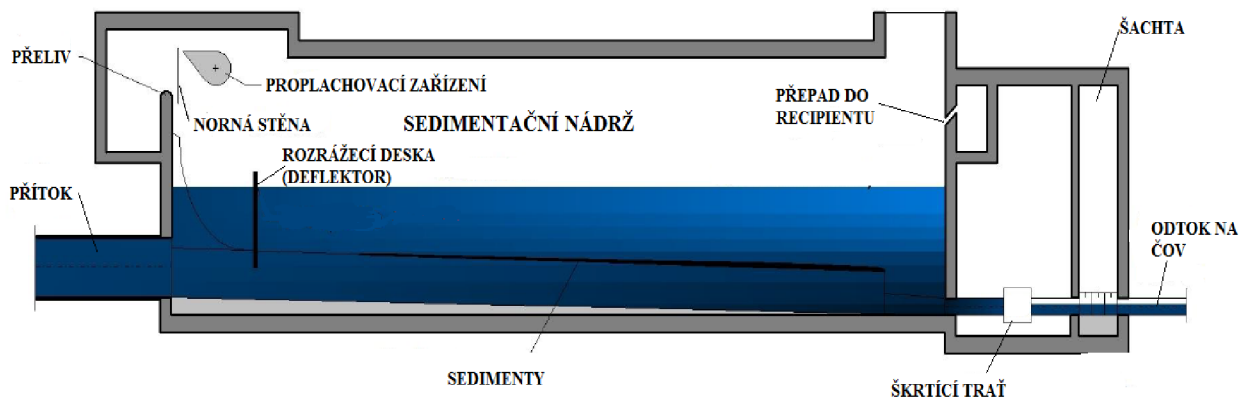 PŘELIV
PROPLACHOVACÍ ZAŘÍZENÍ
NORNÁ STĚNA
SEDIMENTAČNÍ NÁDRŽ
ROZRÁŽECÍ DESKA
(DEFLEKTOR)
PŘÍTOK
PŘEPAD DO
RECIPIENTU
ŠACHTA
ODTOK NA
ČOV
SEDIMENTY
ŠKRTÍCÍ TRAŤ